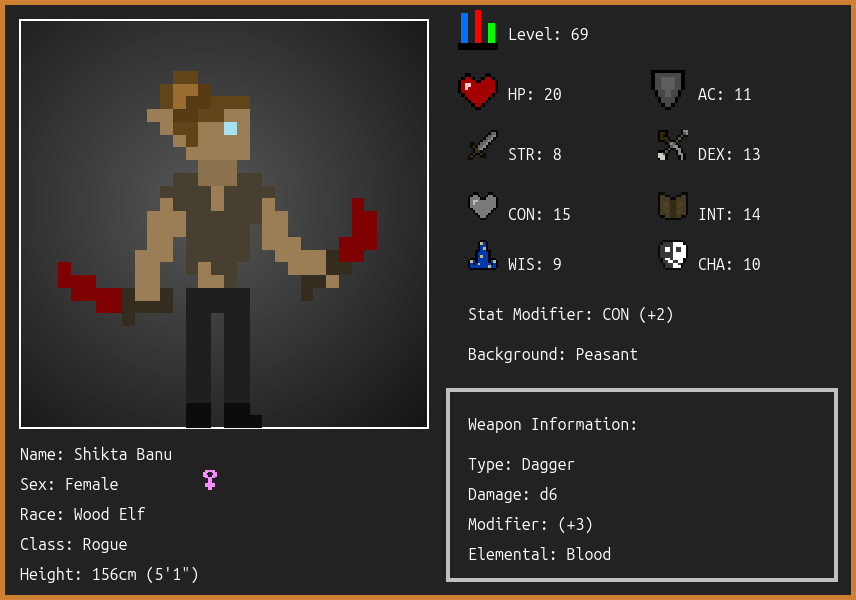 Level: 69
HP: 20
AC: 11
STR: 8
DEX: 13
CON: 15
INT: 14
WIS: 9
CHA: 10
Stat Modifier: CON (+2)
Background: Peasant
Weapon Information:
Type: Dagger
Damage: d6
Modifier: (+3)
Elemental: Blood
Name: Shikta Banu
Sex: Female
Race: Wood Elf
Class: Rogue
Height: 156cm (5'1")